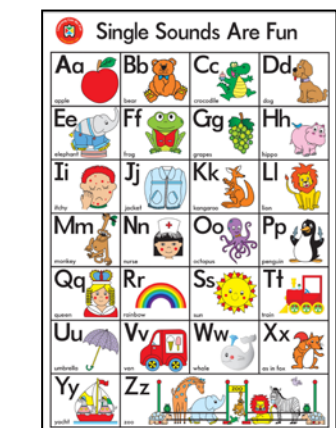 Single Sounds Are Fun
Aa Bb Cc Dd
apple bear crocodile dog
Ee Ff Gg Hh
elephant frog grapes hippo
Ii Jj Kk Ll
itchy jacket kangaroo lion
Mm Nn Oo Pp
monkey nurse octopus penguin
Qq Rr Ss Tt
queen rainbow sun train
Uu Vv Ww Xx
umbrella van whale as in fox
Yy Zz
yacht zoo
ZOO